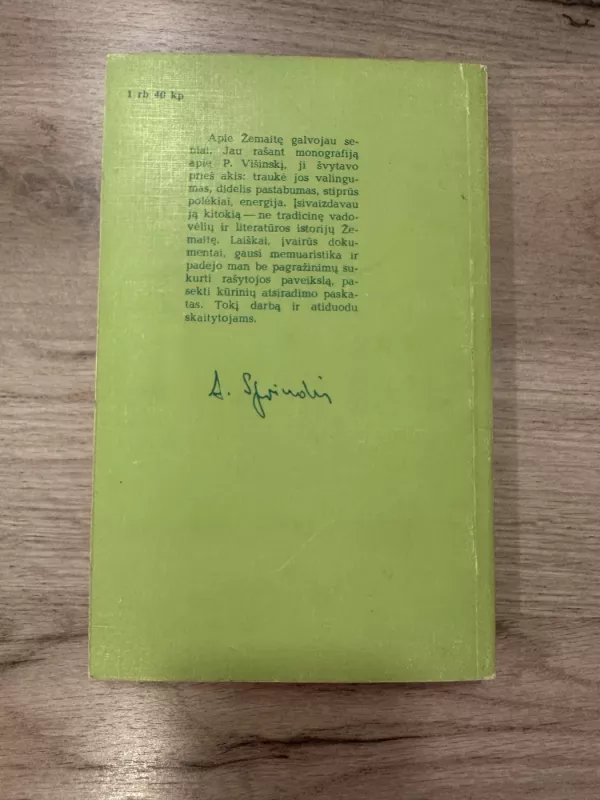 1 rb 40 kp
Apie Žemaitę galvojau se-
niai. Jau rašant monografiją
apie P. Višinskį, ji švytavo
prieš akis: traukė jos valingu-
mas, didelis pastabumas, stiprūs
polėkiai, energija. Įsivaizdavau
ją kitokią — ne tradicinę vado-
vėlių ir literatūros istorijų Že-
maitę. Laiškai, įvairūs doku-
mentai, gausi memuaristika ir
padėjo man be pagražinimų su-
kurti rašytojos paveikslą, pa-
sekti kūrinių atsiradimo paska-
tas. Tokį darbą ir atiduodu
skaitytojams.
A. Sprindis